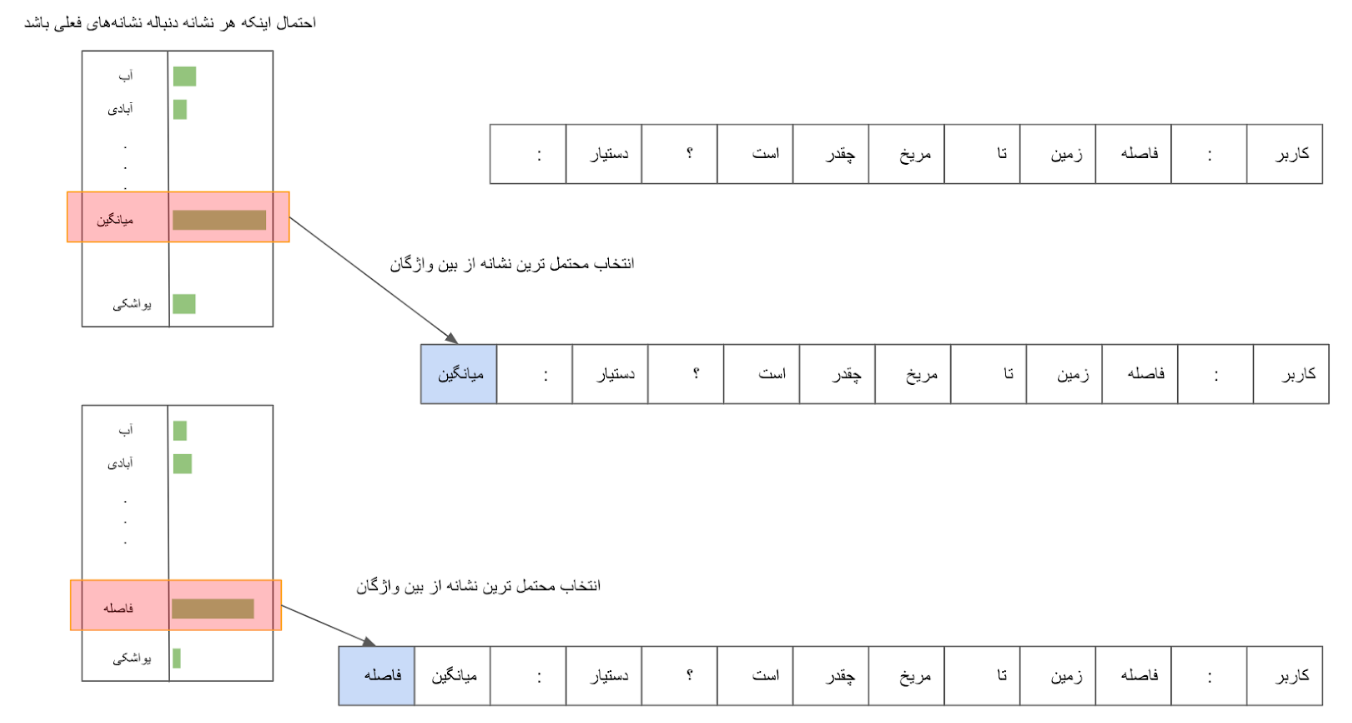 احتمال اینکه هر نشانه دنباله نشانه‌های فعلی باشد
آب
آبادی
.
.
.
میانگین
یواشکی
کاربر : فاصله زمین تا مریخ چقدر است ؟ دستیار :
انتخاب محتمل ترین نشانه از بین واژگان
کاربر : فاصله زمین تا مریخ چقدر است ؟ دستیار : میانگین
آب
آبادی
.
.
.
فاصله
یواشکی
انتخاب محتمل ترین نشانه از بین واژگان
کاربر : فاصله زمین تا مریخ چقدر است ؟ دستیار : میانگین فاصله